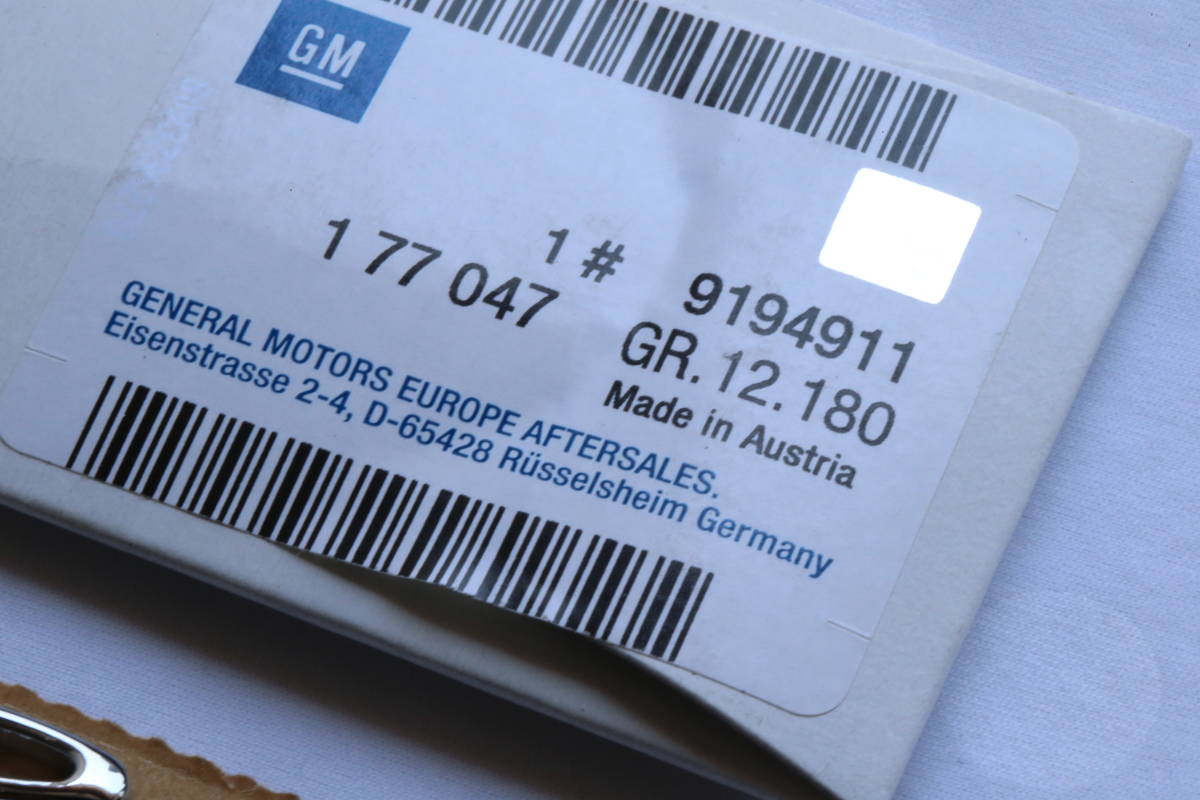 GM
1 #
9194911
1 77 047
GR. 12.180
Made in Austria
GENERAL MOTORS EUROPE AFTERSALES.
Eisenstrasse 2-4, D-65428 Rüsselsheim Germany